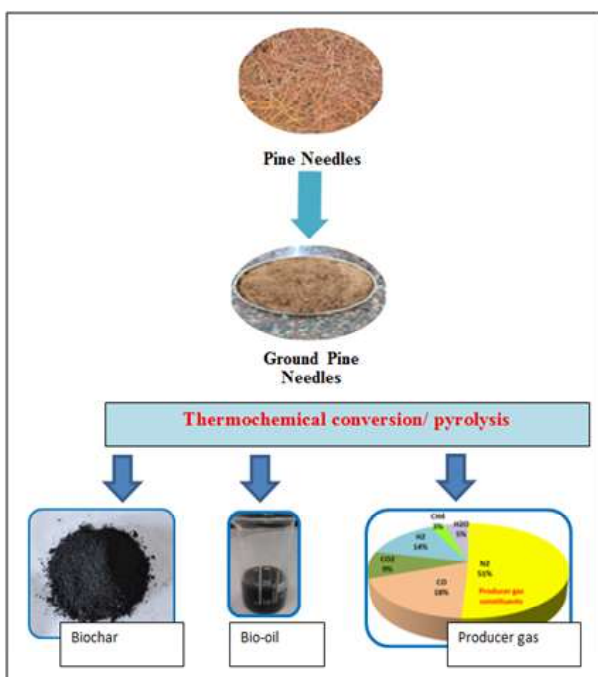 Pine Needles
Ground Pine
Needles
Thermochemical conversion/ pyrolysis
CH4
3%
H2O
5%
H2
14%
CO2
9%
N2
51%
CO
18%
Producer gas
constituents
Biochar
Bio-oil
Producer gas